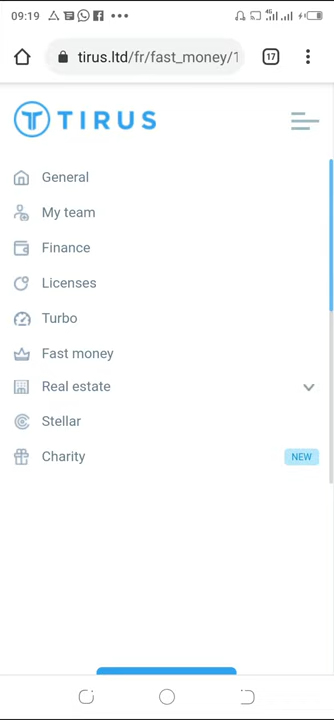 09:19
4G
tirus.ltd/fr/fast_money/1
17
TIRUS
General
My team
Finance
Licenses
Turbo
Fast money
Real estate
Stellar
Charity
NEW